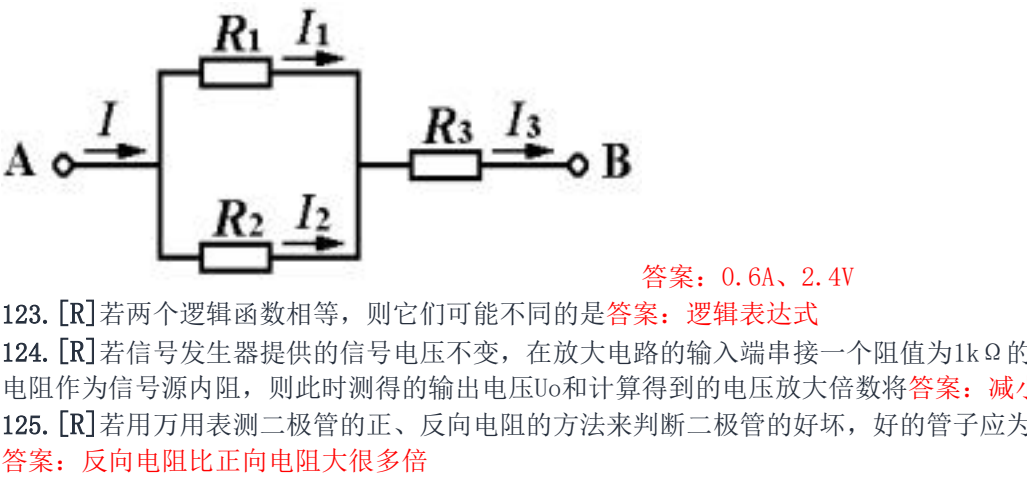 R1 I1
I
A
R3 I3
B
R2 I2
答案：0.6A、2.4V
123.[R]若两个逻辑函数相等，则它们可能不同的是答案：逻辑表达式
124.[R]若信号发生器提供的信号电压不变，在放大电路的输入端串接一个阻值为1kΩ的
电阻作为信号源内阻，则此时测得的输出电压Uo和计算得到的电压放大倍数将答案：减小
125.[R]若用万用表测二极管的正、反向电阻的方法来判断二极管的好坏，好的管子应为
答案：反向电阻比正向电阻大很多倍